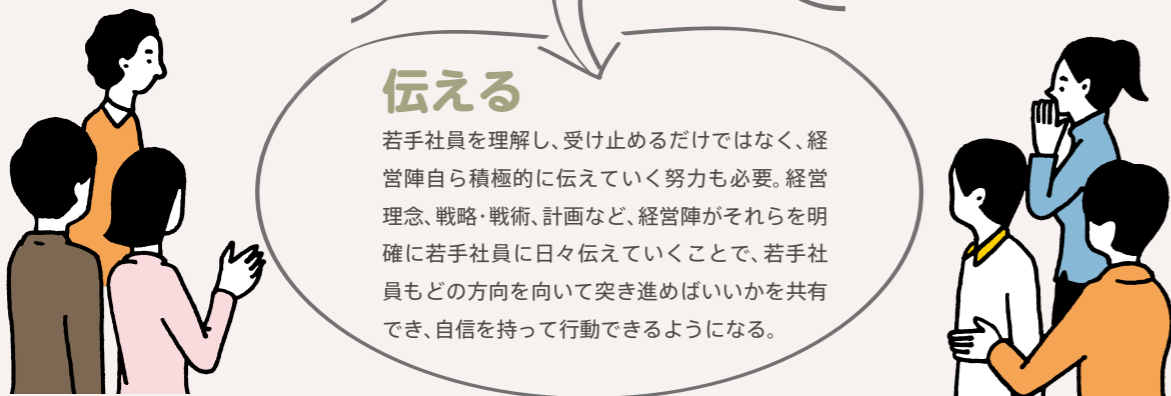 伝える
若手社員を理解し、受け止めるだけではなく、経
営陣自ら積極的に伝えていく努力も必要。経営
理念、戦略・戦術、計画など、経営陣がそれらを明
確に若手社員に日々伝えていくことで、若手社
員もどの方向を向いて突き進めばいいかを共有
でき、自信を持って行動できるようになる。